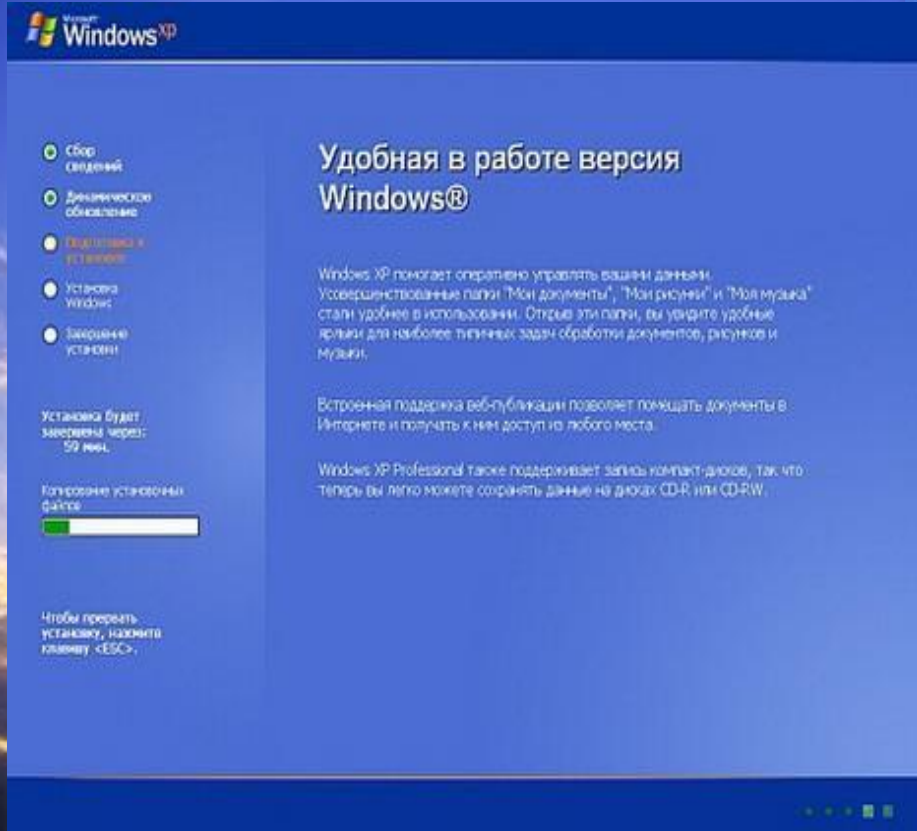 Microsoft
Windows xp
Сбор
сведений
Динамическое
обновление
Подготовка к
установке
Установка
Windows
Завершение
установки
Установка будет
завершена через:
59 мин.
Копирование установочных
файлов
Чтобы прервать
установку, нажмите
клавишу <ESC>.
Удобная в работе версия
Windows®
Windows XP помогает оперативно управлять вашими данными.
Усовершенствованные папки "Мои документы", "Мои рисунки" и "Моя музыка"
стали удобнее в использовании. Открыв эти папки, вы увидите удобные
ярлыки для наиболее типичных задач обработки документов, рисунков и
музыки.
Встроенная поддержка веб-публикации позволяет помещать документы в
Интернете и получать к ним доступ из любого места.
Windows XP Professional также поддерживает запись компакт-дисков, так что
теперь вы легко можете сохранять данные на дисках CD-R или CD-RW.